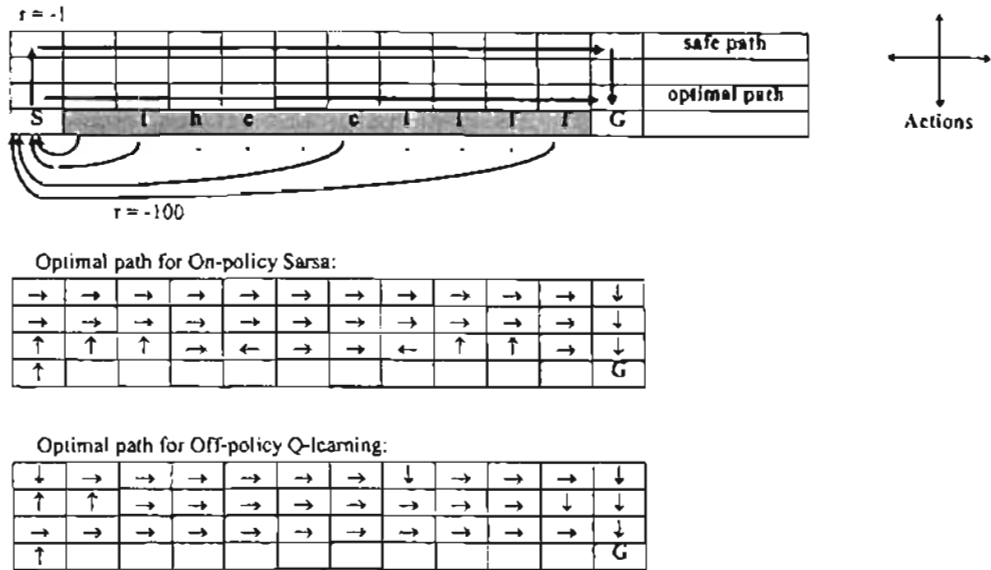 r = -1
safe path
optimal path
S t h e c l i f f G
Actions
r = -100
Optimal path for On-policy Sarsa:
→ → → → → → → → → → → ↓
→ → → → → → → → → → → ↓
↑ ↑ ↑ → ← → → ← ↑ ↑ → ↓
↑ G
Optimal path for Off-policy Q-learning:
↓ → → → → → → ↓ → → → ↓
↑ ↑ → → → → → → → → ↓ ↓
→ → → → → → → → → → → ↓
↑ G